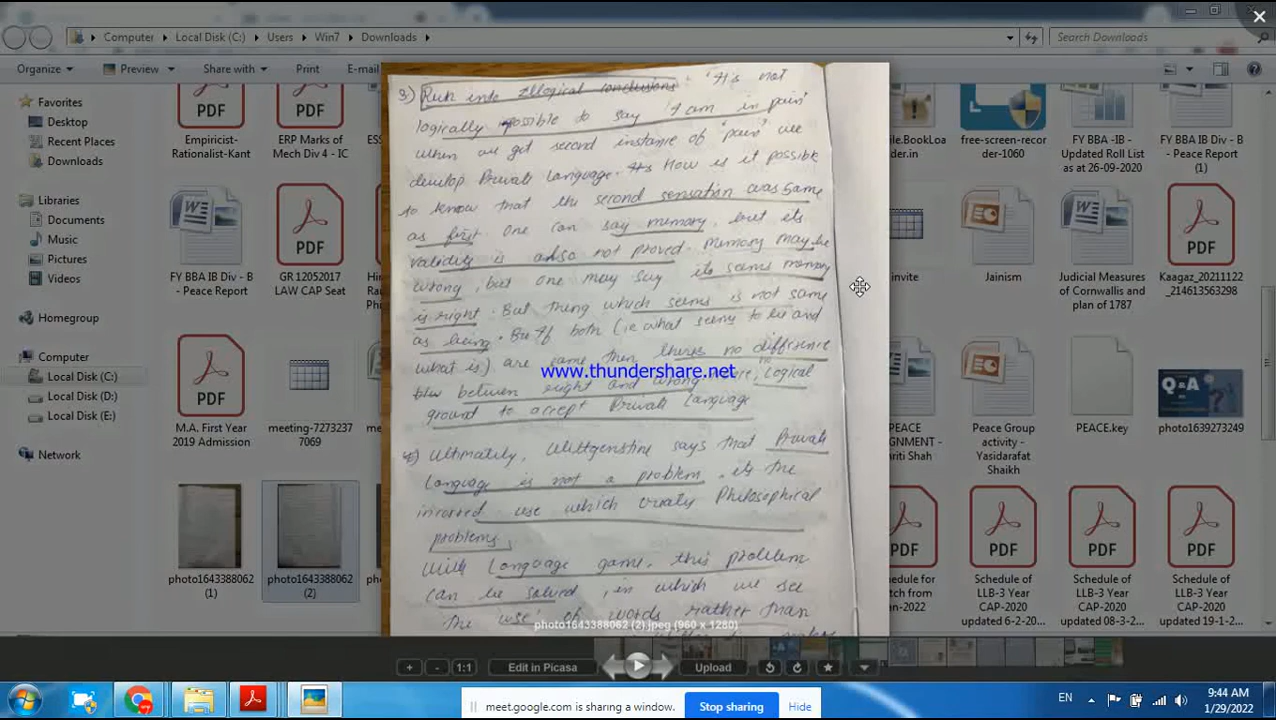 Computer ▸ Local Disk (C:) ▸ Users ▸ Win7 ▸ Downloads
Search Downloads
Organize Preview Share with Print E-mail
Favorites
Desktop
Recent Places
Downloads
Libraries
Documents
Music
Pictures
Videos
Homegroup
Computer
Local Disk (C:)
Local Disk (D:)
Local Disk (E:)
Network
Empiricist-Rationalist-Kant
ERP Marks of Mech Div 4 - IC
FY BBA IB Div - B Peace Report
GR 12052017 LAW CAP Seat
M.A. First Year 2019 Admission
meeting-72732377069
photo1643388062 (1)
photo1643388062 (2)
3) Run into illogical conclusions : 'It's not
logically possible to say 'I am in pain'
when we get second instance of 'pain' we
develop Private Language. Its How is it possible
to know that the second sensation was same
as first. One can say memory, but its
validity is also not proved. Memory may be
wrong, but one may say its seems memory
is right. But thing which seems is not same
as being. But if both (ie what seems to be and
what is) are same then there's no difference
between right and wrong. Logical
ground to accept Private Language
4) Ultimately, Wittgenstine says that Private
Language is not a problem. its the
incorrect use which Philosophical
problems.
With Language game, this problem
can be solved, in which we see
the 'use' of words rather than
www.thundershare.net
photo1643388062 (2).jpeg (960 x 1280)
ile.BookLoader.in
free-screen-recorder-1060
FY BBA -IB - Updated Roll List as at 26-09-2020
FY BBA IB Div - B - Peace Report (1)
invite
Jainism
Judicial Measures of Cornwallis and plan of 1787
Kaagaz_20211122_214613563298
Peace Group activity - Yasidarafat Shaikh
PEACE.key
Q&A
photo1639273249
Schedule of LLB-3 Year CAP-2020 updated 6-2-20
Schedule of LLB-3 Year CAP-2020 updated 08-3-2
Schedule of LLB-3 Year CAP-2020 updated 19-1-2
+ - 1:1 Edit in Picasa Upload
meet.google.com is sharing a window. Stop sharing Hide
EN
9:44 AM
1/29/2022